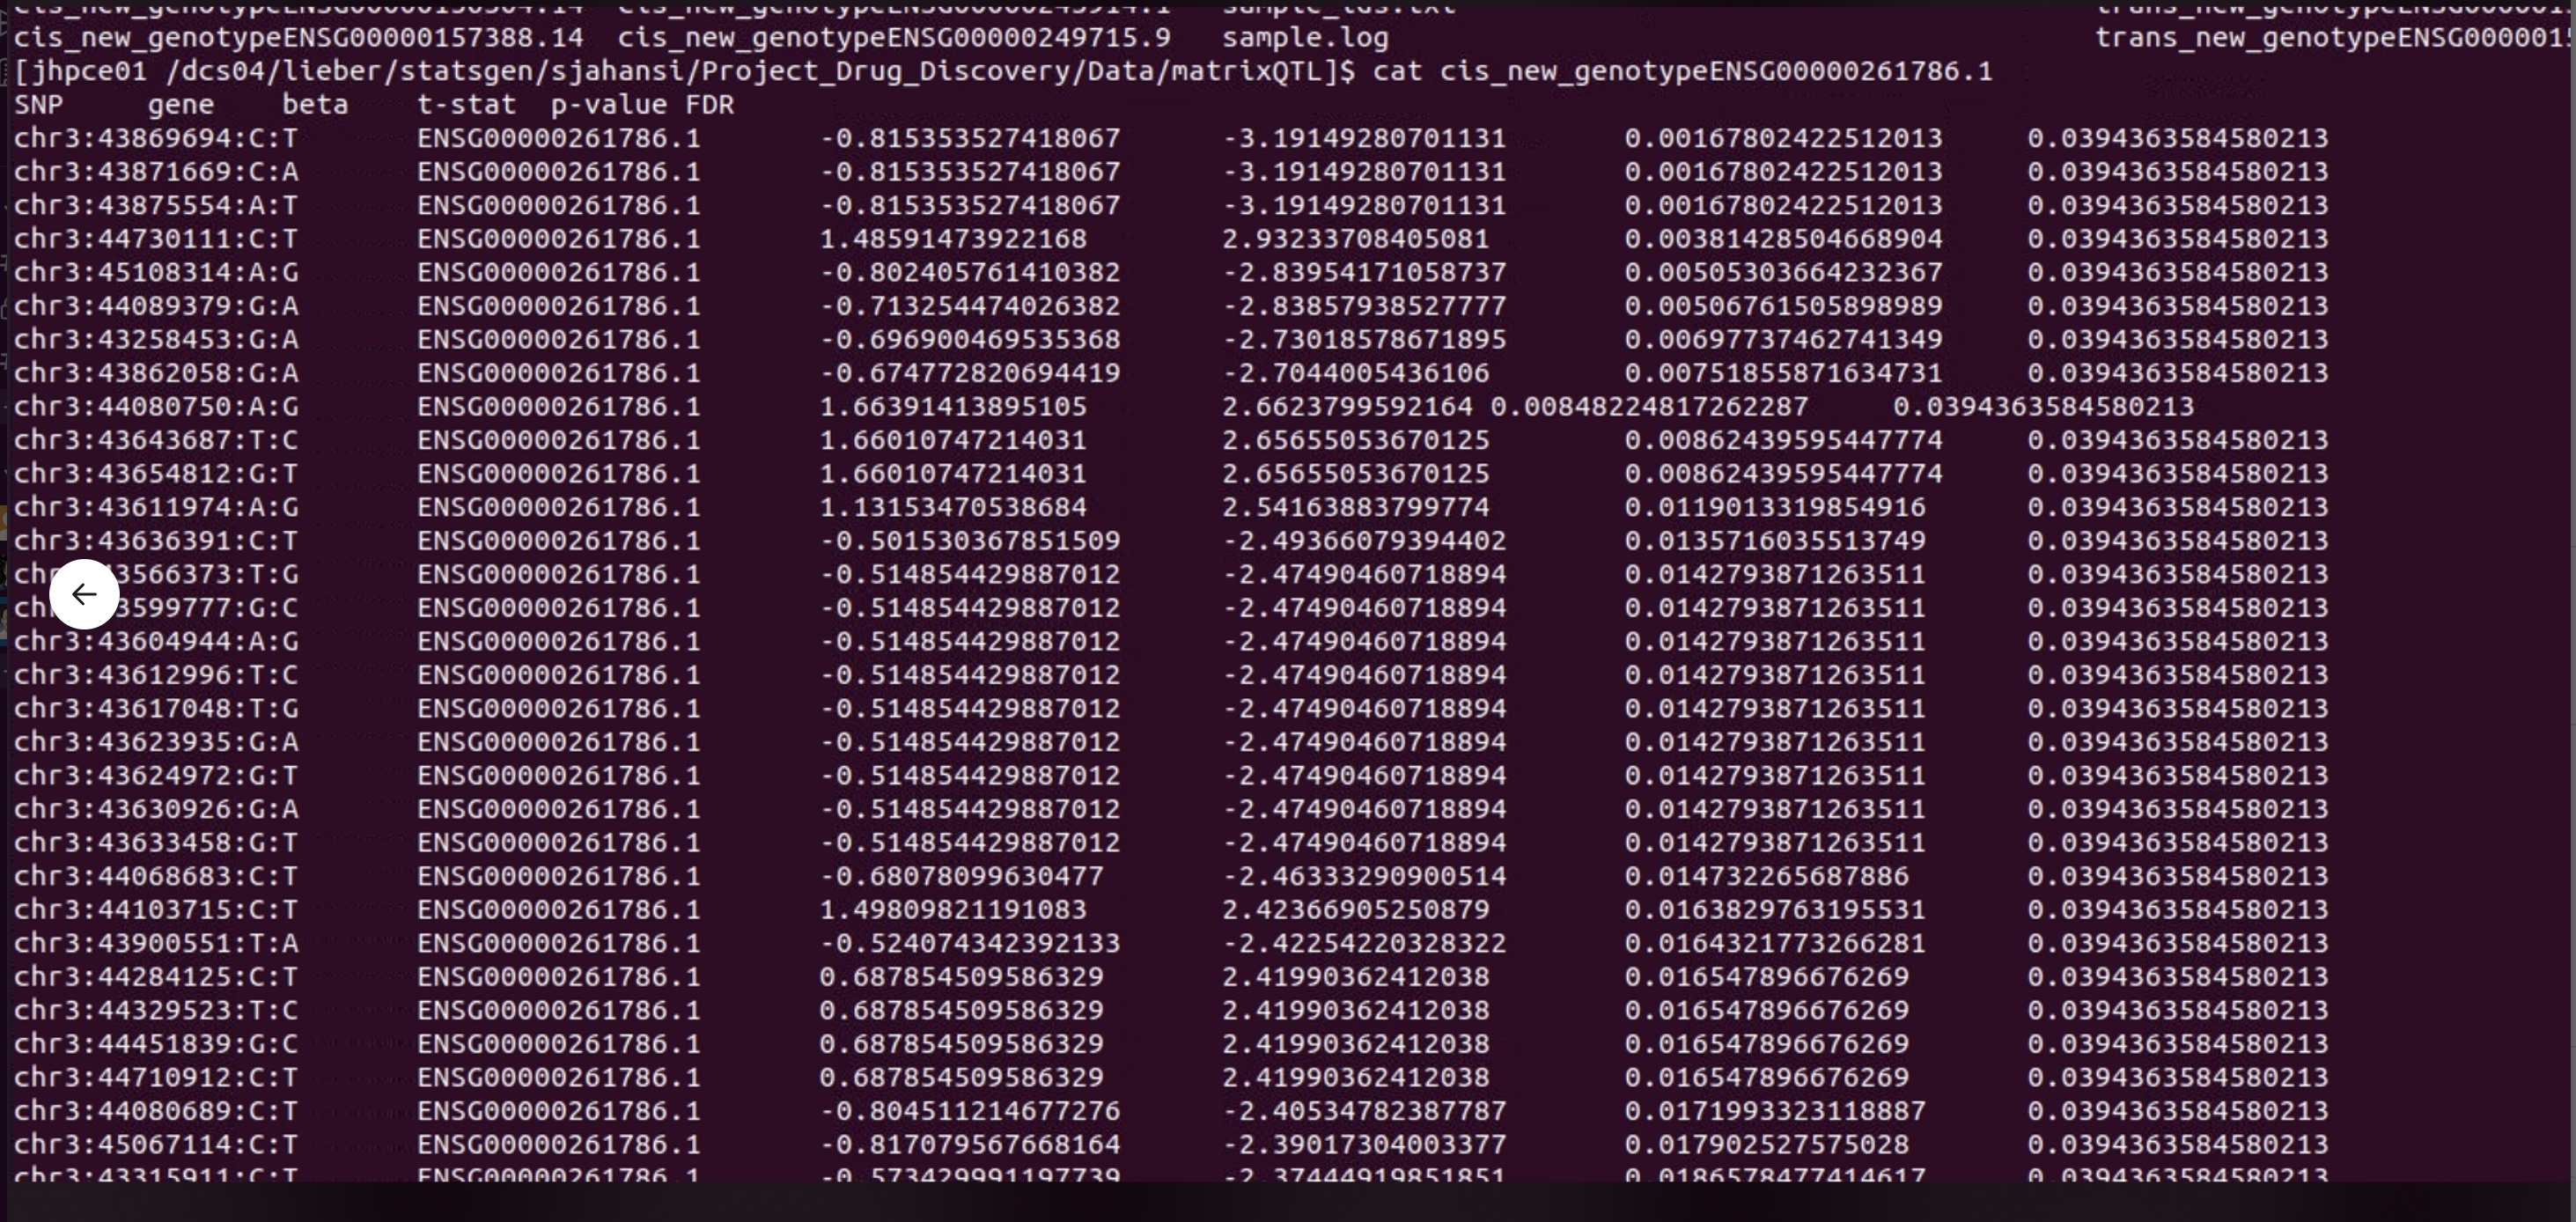 cis_new_genotypeENSG00000157388.14 cis_new_genotypeENSG00000249715.9 sample.log trans_new_genotypeENSG0000015
[jhpce01 /dcs04/lieber/statsgen/sjahansi/Project_Drug_Discovery/Data/matrixQTL]$ cat cis_new_genotypeENSG00000261786.1
SNP gene beta t-stat p-value FDR
chr3:43869694:C:T ENSG00000261786.1 -0.815353527418067 -3.19149280701131 0.00167802422512013 0.0394363584580213
chr3:43871669:C:A ENSG00000261786.1 -0.815353527418067 -3.19149280701131 0.00167802422512013 0.0394363584580213
chr3:43875554:A:T ENSG00000261786.1 -0.815353527418067 -3.19149280701131 0.00167802422512013 0.0394363584580213
chr3:44730111:C:T ENSG00000261786.1 1.48591473922168 2.93233708405081 0.00381428504668904 0.0394363584580213
chr3:45108314:A:G ENSG00000261786.1 -0.802405761410382 -2.83954171058737 0.00505303664232367 0.0394363584580213
chr3:44089379:G:A ENSG00000261786.1 -0.713254474026382 -2.83857938527777 0.00506761505898989 0.0394363584580213
chr3:43258453:G:A ENSG00000261786.1 -0.696900469535368 -2.73018578671895 0.00697737462741349 0.0394363584580213
chr3:43862058:G:A ENSG00000261786.1 -0.674772820694419 -2.7044005436106 0.00751855871634731 0.0394363584580213
chr3:44080750:A:G ENSG00000261786.1 1.66391413895105 2.6623799592164 0.00848224817262287 0.0394363584580213
chr3:43643687:T:C ENSG00000261786.1 1.66010747214031 2.65655053670125 0.00862439595447774 0.0394363584580213
chr3:43654812:G:T ENSG00000261786.1 1.66010747214031 2.65655053670125 0.00862439595447774 0.0394363584580213
chr3:43611974:A:G ENSG00000261786.1 1.13153470538684 2.54163883799774 0.0119013319854916 0.0394363584580213
chr3:43636391:C:T ENSG00000261786.1 -0.501530367851509 -2.49366079394402 0.0135716035513749 0.0394363584580213
chr 3566373:T:G ENSG00000261786.1 -0.514854429887012 -2.47490460718894 0.0142793871263511 0.0394363584580213
chr 3599777:G:C ENSG00000261786.1 -0.514854429887012 -2.47490460718894 0.0142793871263511 0.0394363584580213
chr3:43604944:A:G ENSG00000261786.1 -0.514854429887012 -2.47490460718894 0.0142793871263511 0.0394363584580213
chr3:43612996:T:C ENSG00000261786.1 -0.514854429887012 -2.47490460718894 0.0142793871263511 0.0394363584580213
chr3:43617048:T:G ENSG00000261786.1 -0.514854429887012 -2.47490460718894 0.0142793871263511 0.0394363584580213
chr3:43623935:G:A ENSG00000261786.1 -0.514854429887012 -2.47490460718894 0.0142793871263511 0.0394363584580213
chr3:43624972:G:T ENSG00000261786.1 -0.514854429887012 -2.47490460718894 0.0142793871263511 0.0394363584580213
chr3:43630926:G:A ENSG00000261786.1 -0.514854429887012 -2.47490460718894 0.0142793871263511 0.0394363584580213
chr3:43633458:G:T ENSG00000261786.1 -0.514854429887012 -2.47490460718894 0.0142793871263511 0.0394363584580213
chr3:44068683:C:T ENSG00000261786.1 -0.68078099630477 -2.46333290900514 0.014732265687886 0.0394363584580213
chr3:44103715:C:T ENSG00000261786.1 1.49809821191083 2.42366905250879 0.0163829763195531 0.0394363584580213
chr3:43900551:T:A ENSG00000261786.1 -0.524074342392133 -2.42254220328322 0.0164321773266281 0.0394363584580213
chr3:44284125:C:T ENSG00000261786.1 0.687854509586329 2.41990362412038 0.016547896676269 0.0394363584580213
chr3:44329523:T:C ENSG00000261786.1 0.687854509586329 2.41990362412038 0.016547896676269 0.0394363584580213
chr3:44451839:G:C ENSG00000261786.1 0.687854509586329 2.41990362412038 0.016547896676269 0.0394363584580213
chr3:44710912:C:T ENSG00000261786.1 0.687854509586329 2.41990362412038 0.016547896676269 0.0394363584580213
chr3:44080689:C:T ENSG00000261786.1 -0.804511214677276 -2.40534782387787 0.0171993323118887 0.0394363584580213
chr3:45067114:C:T ENSG00000261786.1 -0.817079567668164 -2.39017304003377 0.017902527575028 0.0394363584580213
chr3:43315911:C:T ENSG00000261786.1 -0.573429991197739 -2.37444919851851 0.0186578477414617 0.0394363584580213